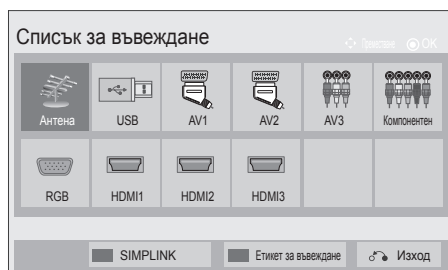 Списък за въвеждане
Преместване OK
Антена USB AV1 AV2 AV3 Компонентен
RGB HDMI1 HDMI2 HDMI3
SIMPLINK Етикет за въвеждане Изход